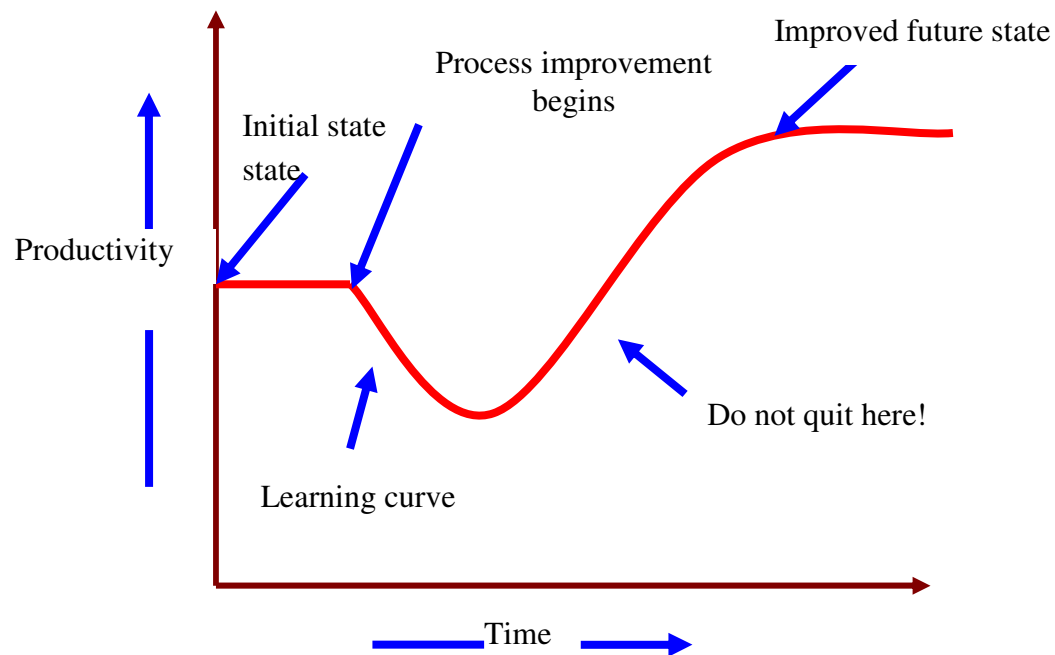 Improved future state
Process improvement
begins
Initial state
state
Productivity
Do not quit here!
Learning curve
Time